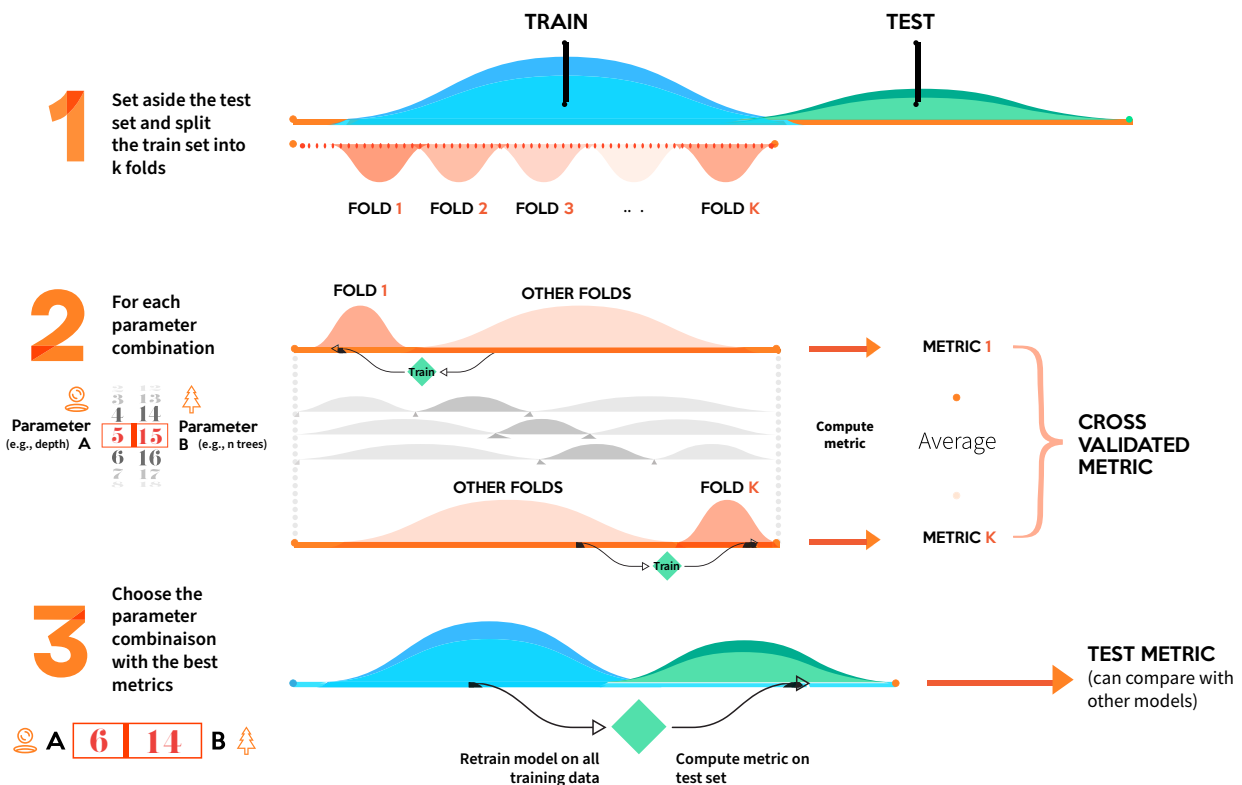 TRAIN
TEST
1
Set aside the test
set and split
the train set into
k folds
FOLD 1
FOLD 2
FOLD 3
.. .
FOLD K
2
For each
parameter
combination
FOLD 1
OTHER FOLDS
Train
METRIC 1
3 13
4 14
Parameter
(e.g., depth) A
5 15
Parameter
B (e.g., n trees)
6 16
7 17
Compute
metric
Average
CROSS
VALIDATED
METRIC
OTHER FOLDS
FOLD K
Train
METRIC K
3
Choose the
parameter
combinaison
with the best
metrics
A 6 14 B
Retrain model on all
training data
Compute metric on
test set
TEST METRIC
(can compare with
other models)